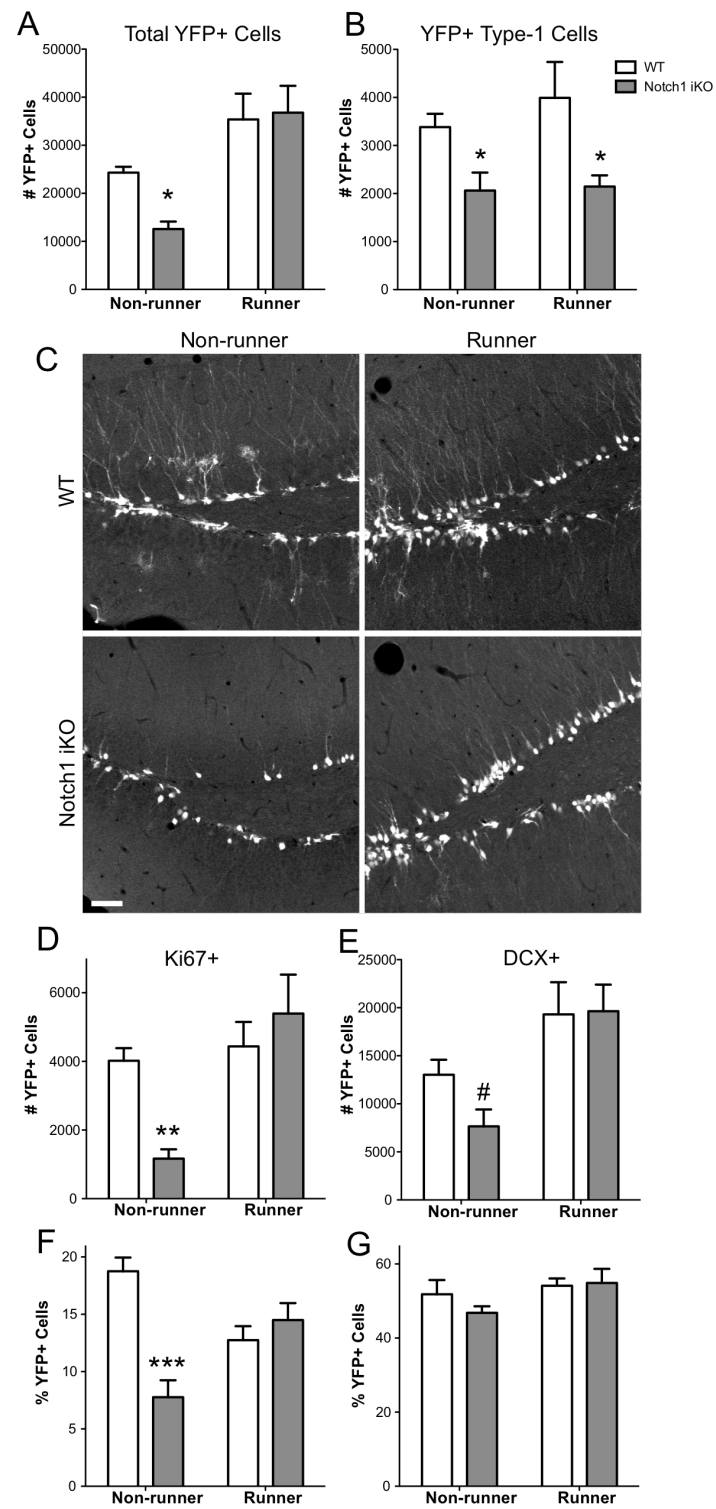 A
Total YFP+ Cells
# YFP+ Cells
50000
40000
30000
20000
10000
0
*
Non-runner
Runner
B
YFP+ Type-1 Cells
# YFP+ Cells
5000
4000
3000
2000
1000
0
*
*
Non-runner
Runner
WT
Notch1 iKO
C
Non-runner
Runner
WT
Notch1 iKO
D
Ki67+
# YFP+ Cells
6000
4000
2000
0
**
Non-runner
Runner
E
DCX+
# YFP+ Cells
25000
20000
15000
10000
5000
0
#
Non-runner
Runner
F
% YFP+ Cells
20
15
10
5
0
***
Non-runner
Runner
G
% YFP+ Cells
60
40
20
0
Non-runner
Runner